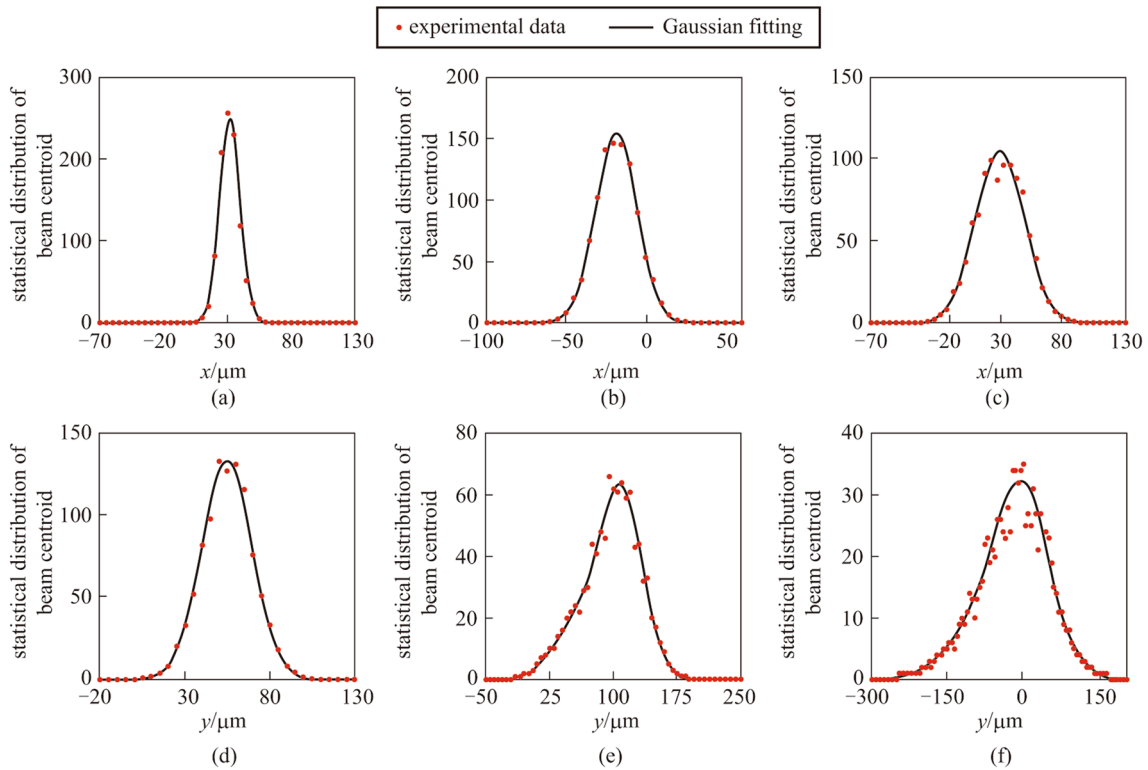 experimental data Gaussian fitting
statistical distribution of
beam centroid
300
200
100
0
−70 −20 30 80 130
x/μm
(a)
statistical distribution of
beam centroid
200
150
100
50
0
−100 −50 0 50
x/μm
(b)
statistical distribution of
beam centroid
150
100
50
0
−70 −20 30 80 130
x/μm
(c)
statistical distribution of
beam centroid
150
100
50
0
−20 30 80 130
y/μm
(d)
statistical distribution of
beam centroid
80
60
40
20
0
−50 25 100 175 250
y/μm
(e)
statistical distribution of
beam centroid
40
30
20
10
0
−300 −150 0 150
y/μm
(f)